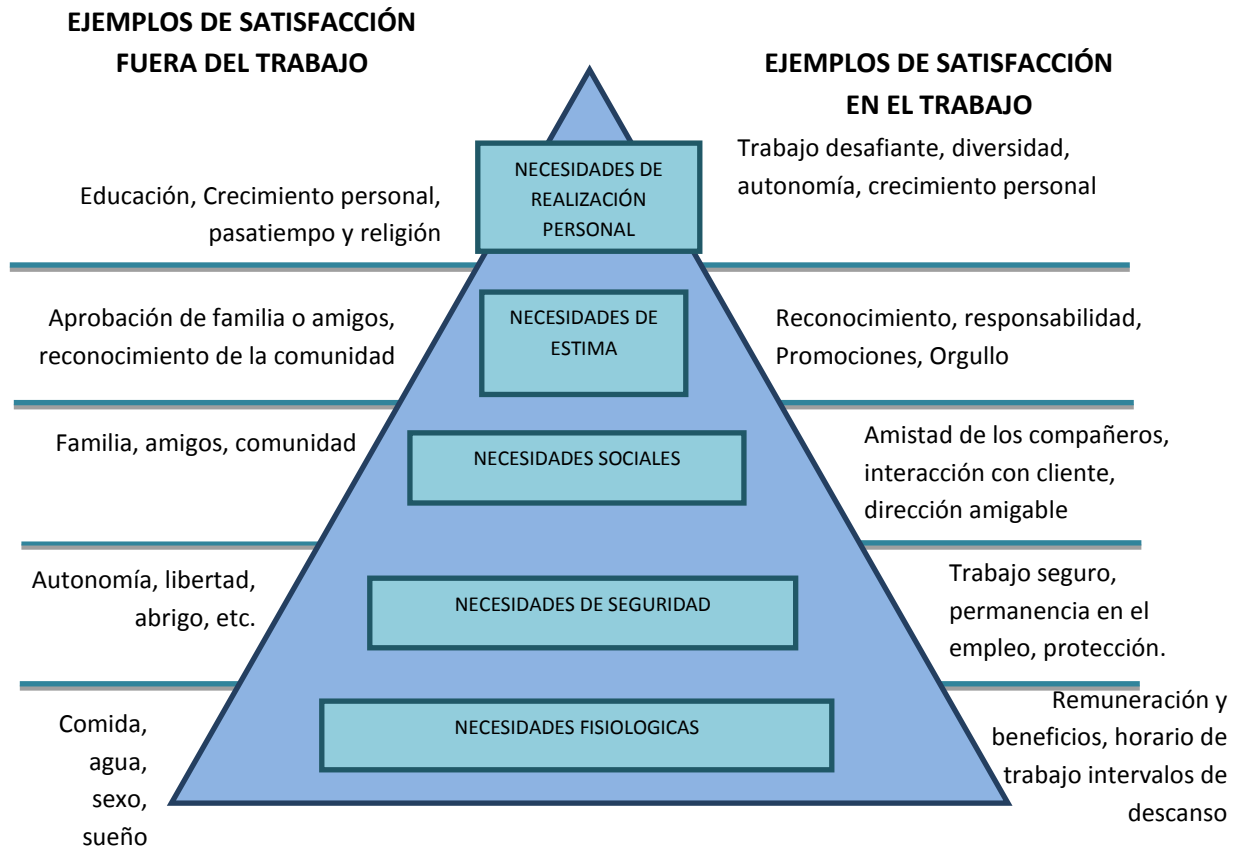 EJEMPLOS DE SATISFACCIÓN
FUERA DEL TRABAJO
EJEMPLOS DE SATISFACCIÓN
EN EL TRABAJO
Educación, Crecimiento personal,
pasatiempo y religión
NECESIDADES DE
REALIZACIÓN
PERSONAL
Trabajo desafiante, diversidad,
autonomía, crecimiento personal
Aprobación de familia o amigos,
reconocimiento de la comunidad
NECESIDADES DE
ESTIMA
Reconocimiento, responsabilidad,
Promociones, Orgullo
Familia, amigos, comunidad
NECESIDADES SOCIALES
Amistad de los compañeros,
interacción con cliente,
dirección amigable
Autonomía, libertad,
abrigo, etc.
NECESIDADES DE SEGURIDAD
Trabajo seguro,
permanencia en el
empleo, protección.
Comida,
agua,
sexo,
sueño
NECESIDADES FISIOLOGICAS
Remuneración y
beneficios, horario de
trabajo intervalos de
descanso